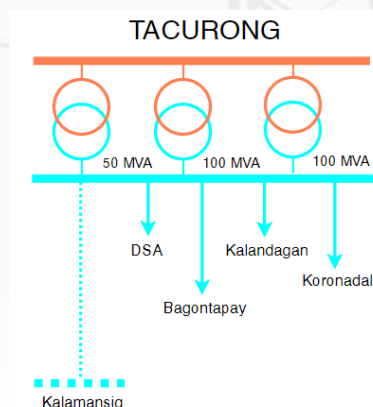 TACURONG
50 MVA
100 MVA
100 MVA
DSA
Kalandagan
Koronadal
Bagontapay
Kalamansig